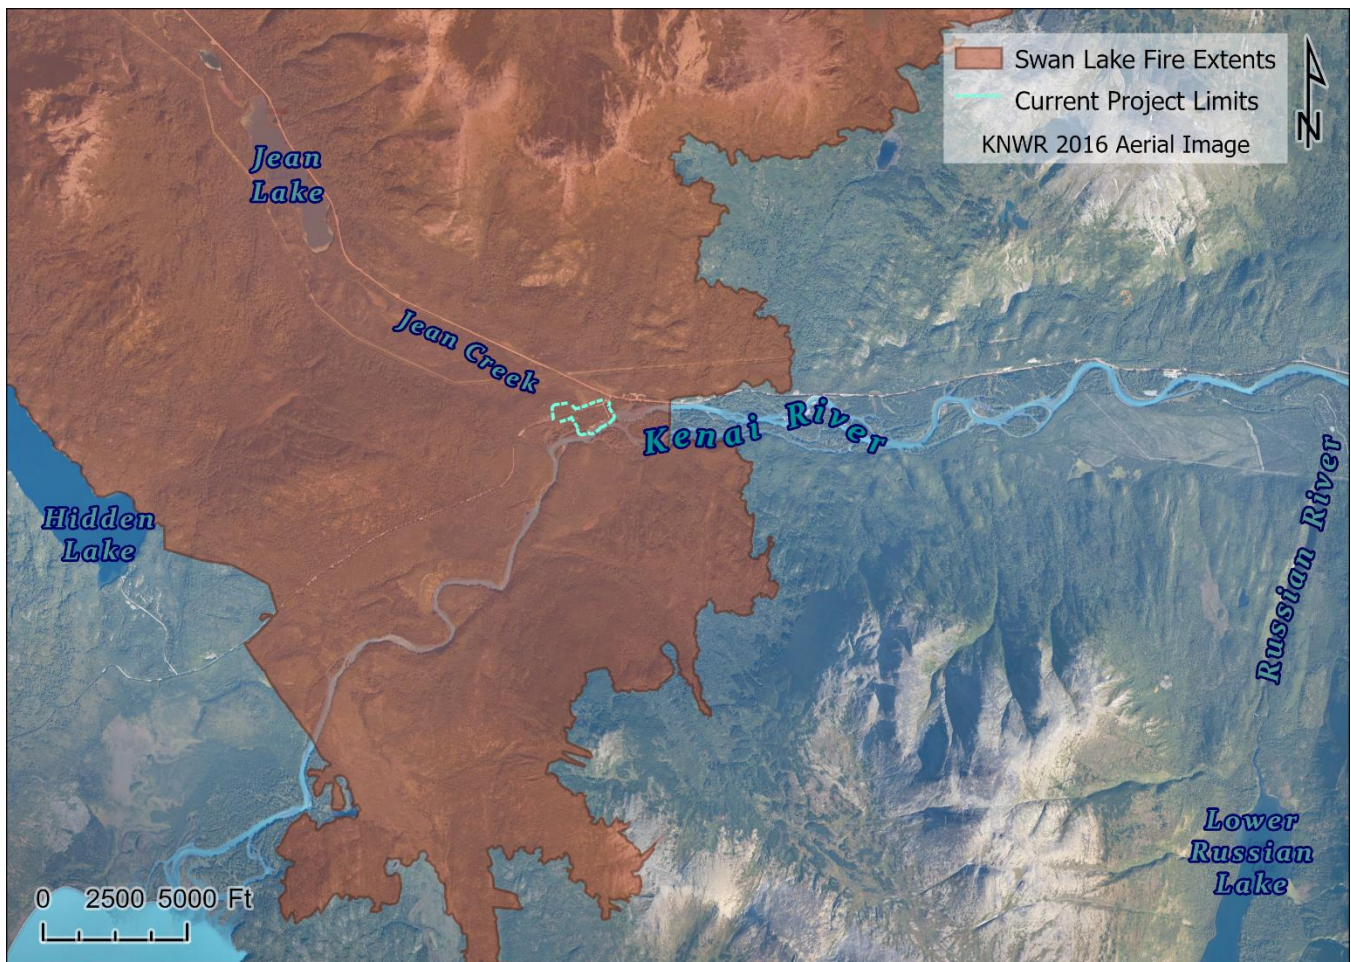 Swan Lake Fire Extents
Current Project Limits
KNWR 2016 Aerial Image
N
Jean
Lake
Jean Creek
Kenai River
Hidden
Lake
Russian River
Lower
Russian
Lake
0 2500 5000 Ft